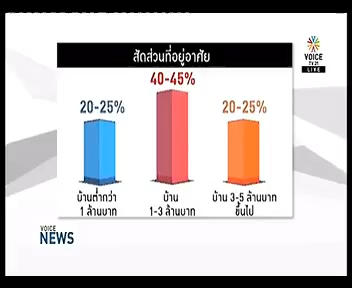 สัดส่วนที่อยู่อาศัย
VOICE
TV 21
LIVE
40-45%
20-25%
20-25%
บ้านต่ำกว่า
1 ล้านบาท
บ้าน
1-3 ล้านบาท
บ้าน 3-5 ล้านบาท
ขึ้นไป
VOICE
NEWS